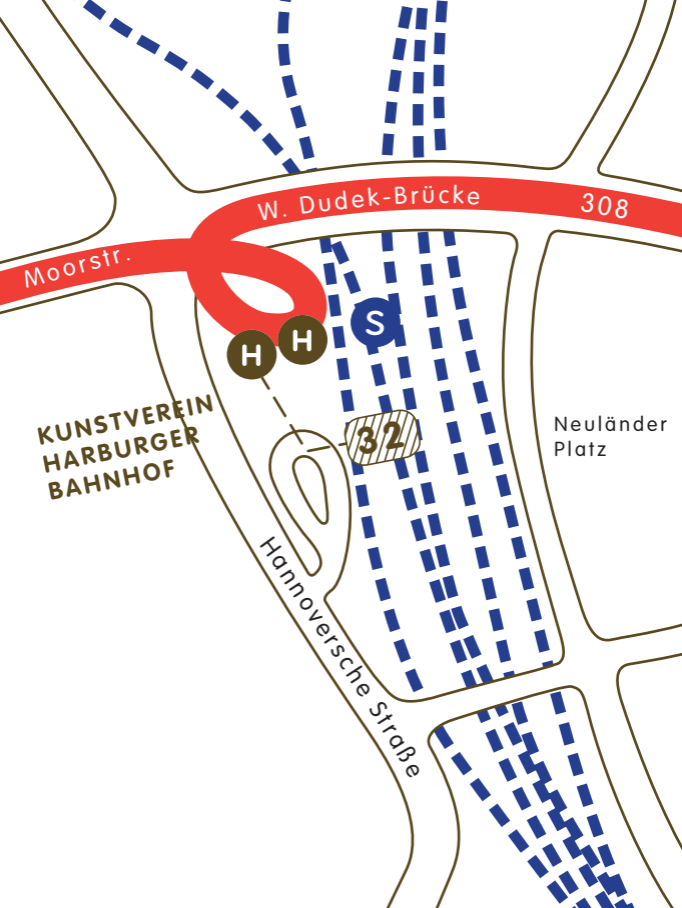 W. Dudek-Brücke
308
Moorstr.
S
H
H
KUNSTVEREIN
HARBURGER
BAHNHOF
32
Neuländer
Platz
Hannoversche Straße